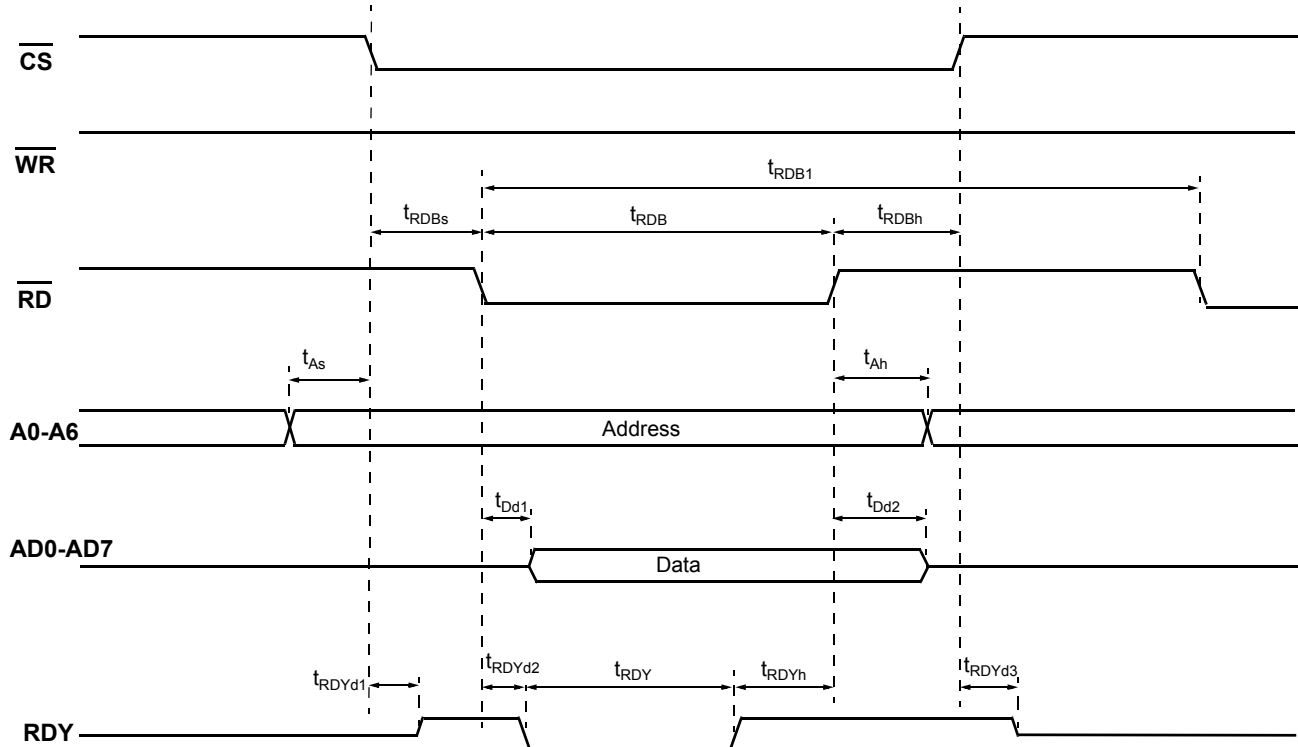 CS
WR
tRDB1
tRDBs tRDB tRDBh
RD
tAs tAh
A0-A6 Address
tDd1 tDd2
AD0-AD7 Data
tRDYd1 tRDYd2 tRDY tRDYh tRDYd3
RDY